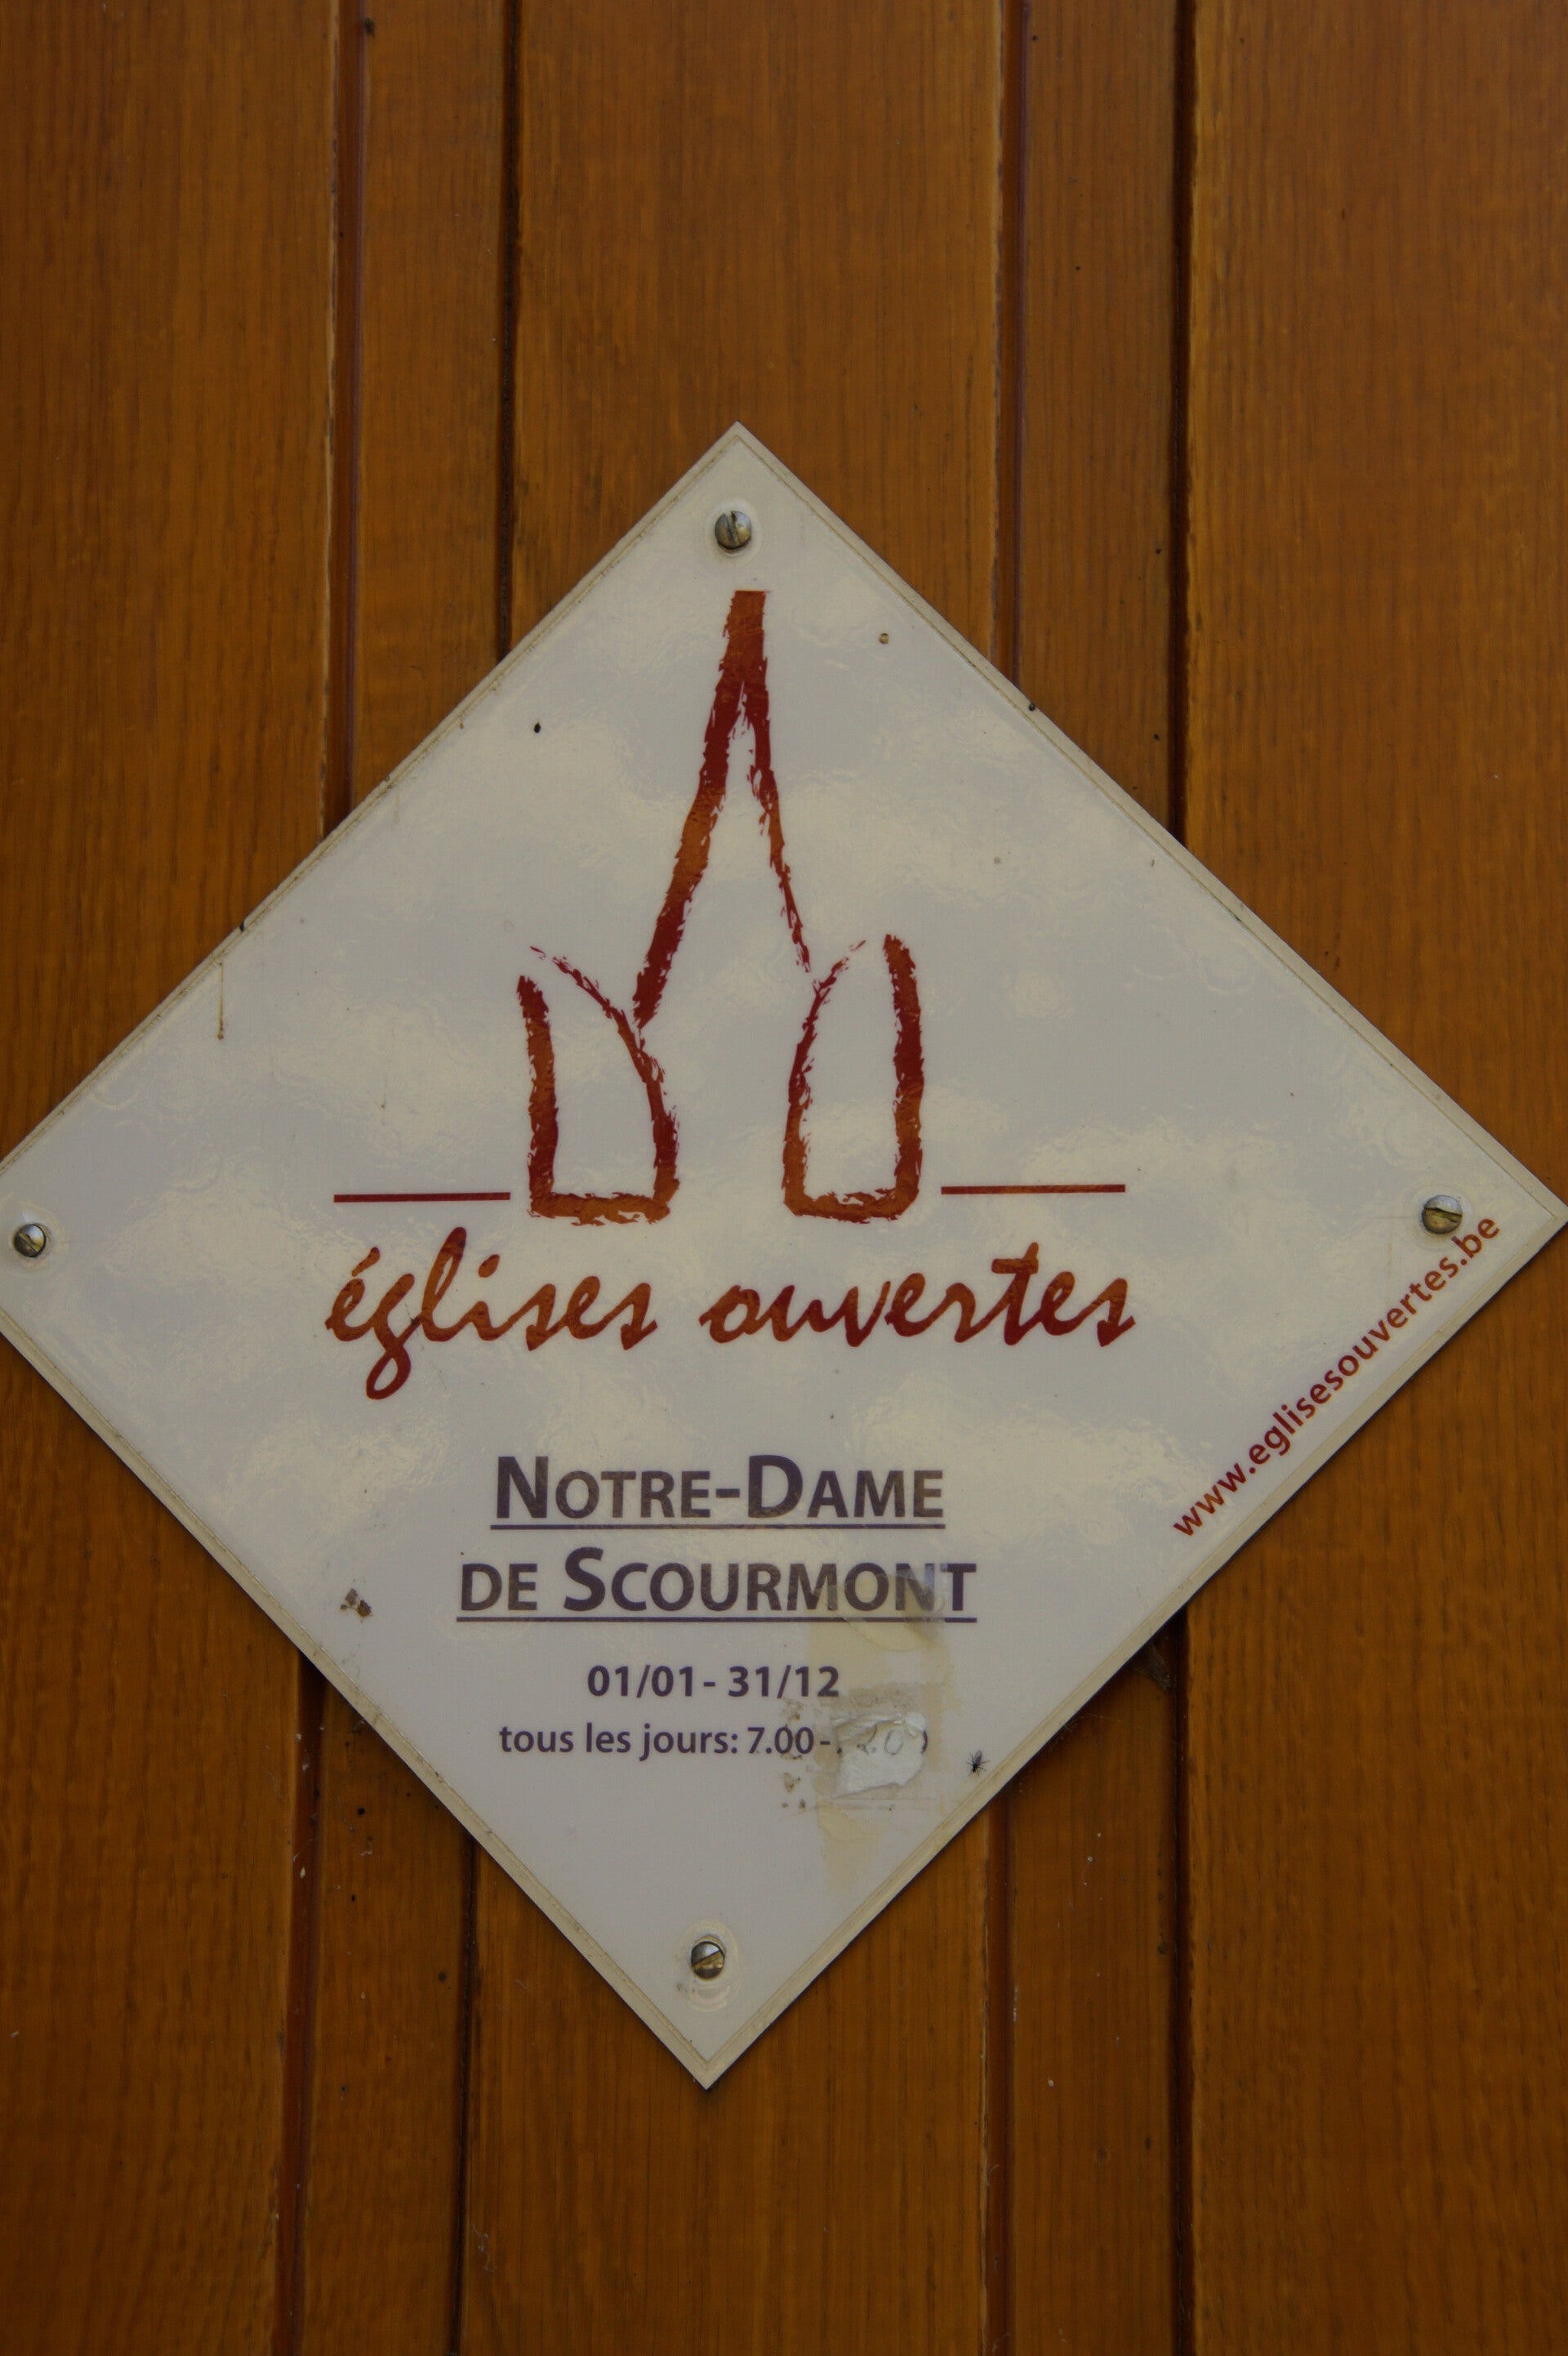 églises ouvertes
www.eglisesouvertes.be
NOTRE-DAME
DE SCOURMONT
01/01- 31/12
tous les jours: 7.00-